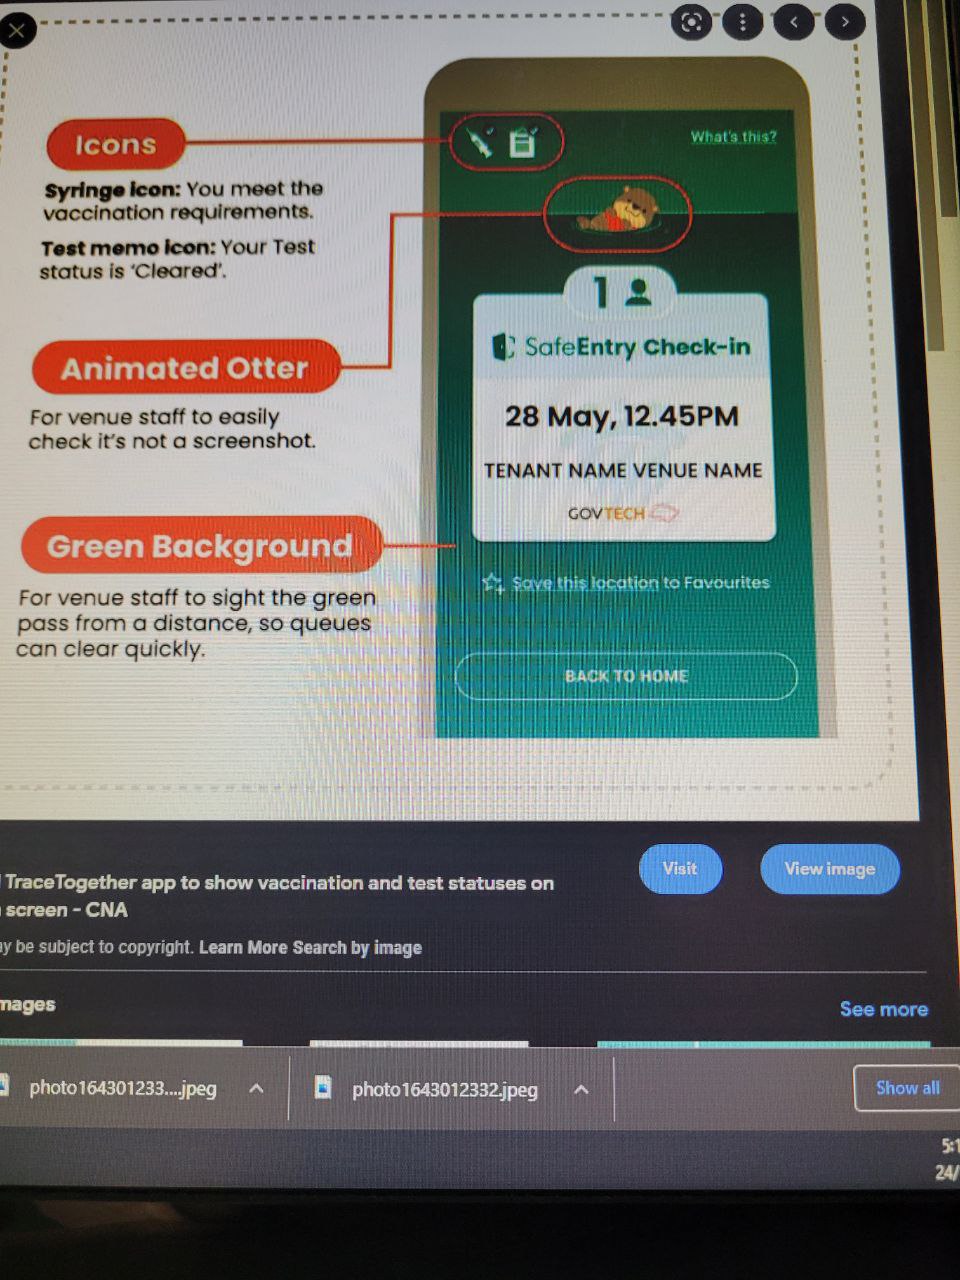 Icons
Syringe icon: You meet the
vaccination requirements.
Test memo icon: Your Test
status is 'Cleared'.
Animated Otter
For venue staff to easily
check it's not a screenshot.
Green Background
For venue staff to sight the green
pass from a distance, so queues
can clear quickly.
What's this?
1
SafeEntry Check-in
28 May, 12.45PM
TENANT NAME VENUE NAME
GOVTECH
Save this location to Favourites
BACK TO HOME
TraceTogether app to show vaccination and test statuses on
screen - CNA
Visit
View image
be subject to copyright. Learn More Search by image
See more
photo164301233....jpeg
photo1643012332.jpeg
Show all